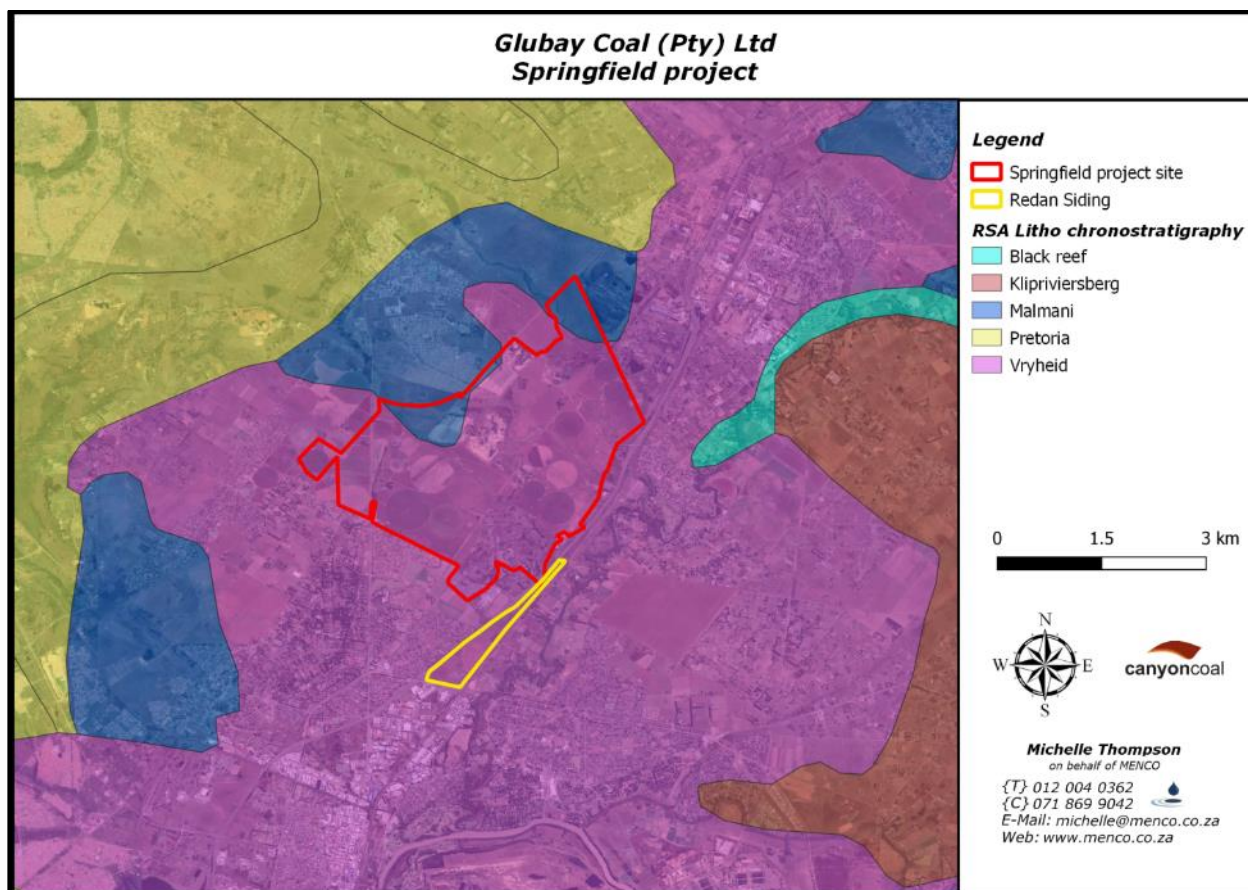 Glubay Coal (Pty) Ltd
Springfield project
Legend
Springfield project site
Redan Siding
RSA Litho chronostratigraphy
Black reef
Klipriviersberg
Malmani
Pretoria
Vryheid
0 1.5 3 km
N
W E
S
canyoncoal
Michelle Thompson
on behalf of MENCO
{T} 012 004 0362
{C} 071 869 9042
E-Mail: michelle@menco.co.za
Web: www.menco.co.za